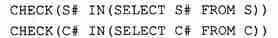 CHECK(S# IN(SELECT S# FROM S))
CHECK(C# IN(SELECT C# FROM C))